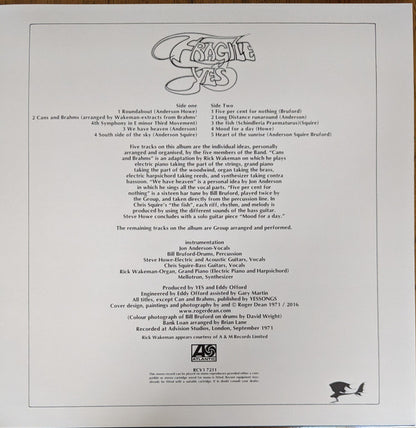 FRAGILE
YES
Side one
1 Roundabout (Anderson Howe)
2 Cans and Brahms (arranged by Wakeman-extracts from Brahms'
4th Symphony in E minor Third Movement)
3 We have heaven (Anderson)
4 South side of the sky (Anderson Squire)
Side Two
1 Five per cent for nothing (Bruford)
2 Long Distance runaround (Anderson)
3 the fish (Schindleria Praematurus)(Squire)
4 Mood for a day (Howe)
5 Heart of the sunrise (Anderson Squire Bruford)
Five tracks on this album are the individual ideas, personally
arranged and organised, by the five members of the Band. "Cans
and Brahms" is an adaptation by Rick Wakeman on which he plays
electric piano taking the part of the strings, grand piano
taking the part of the woodwind, organ taking the brass,
electric harpsichord taking reeds, and synthesizer taking contra
bassoon. "We have heaven" is a personal idea by Jon Anderson
in which he sings all the vocal parts. "Five per cent for
nothing" is a sixteen bar tune by Bill Bruford, played twice by
the Group, and taken directly from the percussion line. In
Chris Squire's "the fish", each riff, rhythm, and melody is
produced by using the different sounds of the bass guitar.
Steve Howe concludes with a solo guitar piece "Mood for a day."
The remaining tracks on the album are Group arranged and performed.
instrumentation
Jon Anderson-Vocals
Bill Bruford-Drums, Percussion
Steve Howe-Electric and Acoustic Guitars, Vocals
Chris Squire-Bass Guitars, Vocals
Rick Wakeman-Organ, Grand Piano (Electric Piano and Harpsichord)
Mellotron, Synthesizer
Produced by YES and Eddy Offord
Engineered by Eddy Offord assisted by Gary Martin
All titles, except Can and Brahms, published by YESSONGS
Cover design, paintings and photography by and © Roger Dean 1971 / 2016
www.rogerdean.com
(Colour photograph of Bill Bruford on drums by David Wright)
Bank Loan arranged by Brian Lane
Recorded at Advision Studios, London, September 1971
Rick Wakeman appears courtesy of A & M Records Limited
ATLANTIC
RCV1 7211